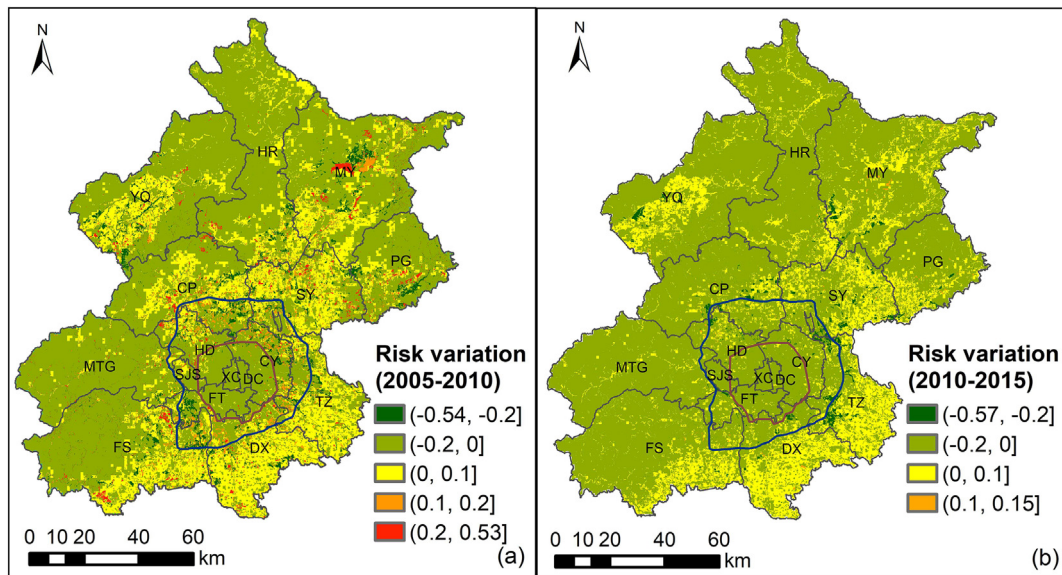 N
HR
MY
YQ
PG
CP
SY
HD
CY
MTG
SJS
XC
DC
FT
TZ
FS
DX
Risk variation
(2005-2010)
(-0.54, -0.2]
(-0.2, 0]
(0, 0.1]
(0.1, 0.2]
(0.2, 0.53]
0 10 20 40 60
km
(a)
N
HR
MY
YQ
PG
CP
SY
HD
CY
MTG
SJS
XC
DC
FT
TZ
FS
DX
Risk variation
(2010-2015)
(-0.57, -0.2]
(-0.2, 0]
(0, 0.1]
(0.1, 0.15]
0 10 20 40 60
km
(b)